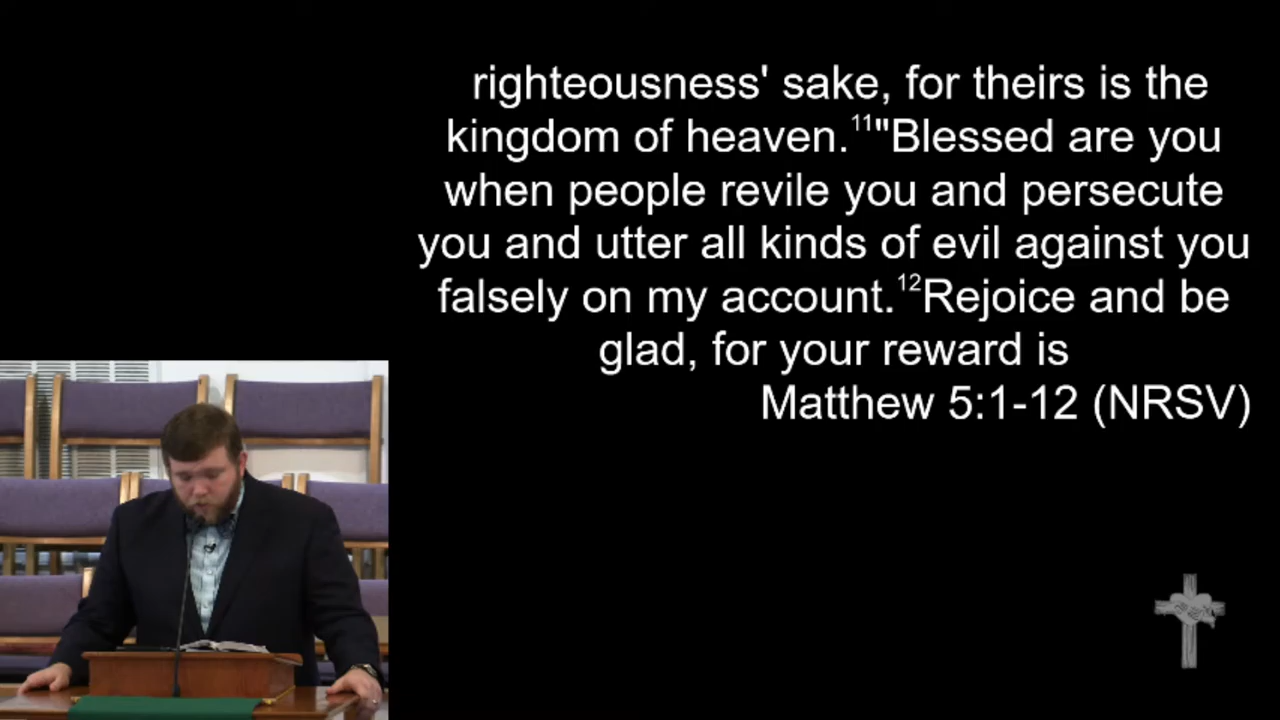 righteousness' sake, for theirs is the
kingdom of heaven.¹¹"Blessed are you
when people revile you and persecute
you and utter all kinds of evil against you
falsely on my account.¹²Rejoice and be
glad, for your reward is
Matthew 5:1-12 (NRSV)